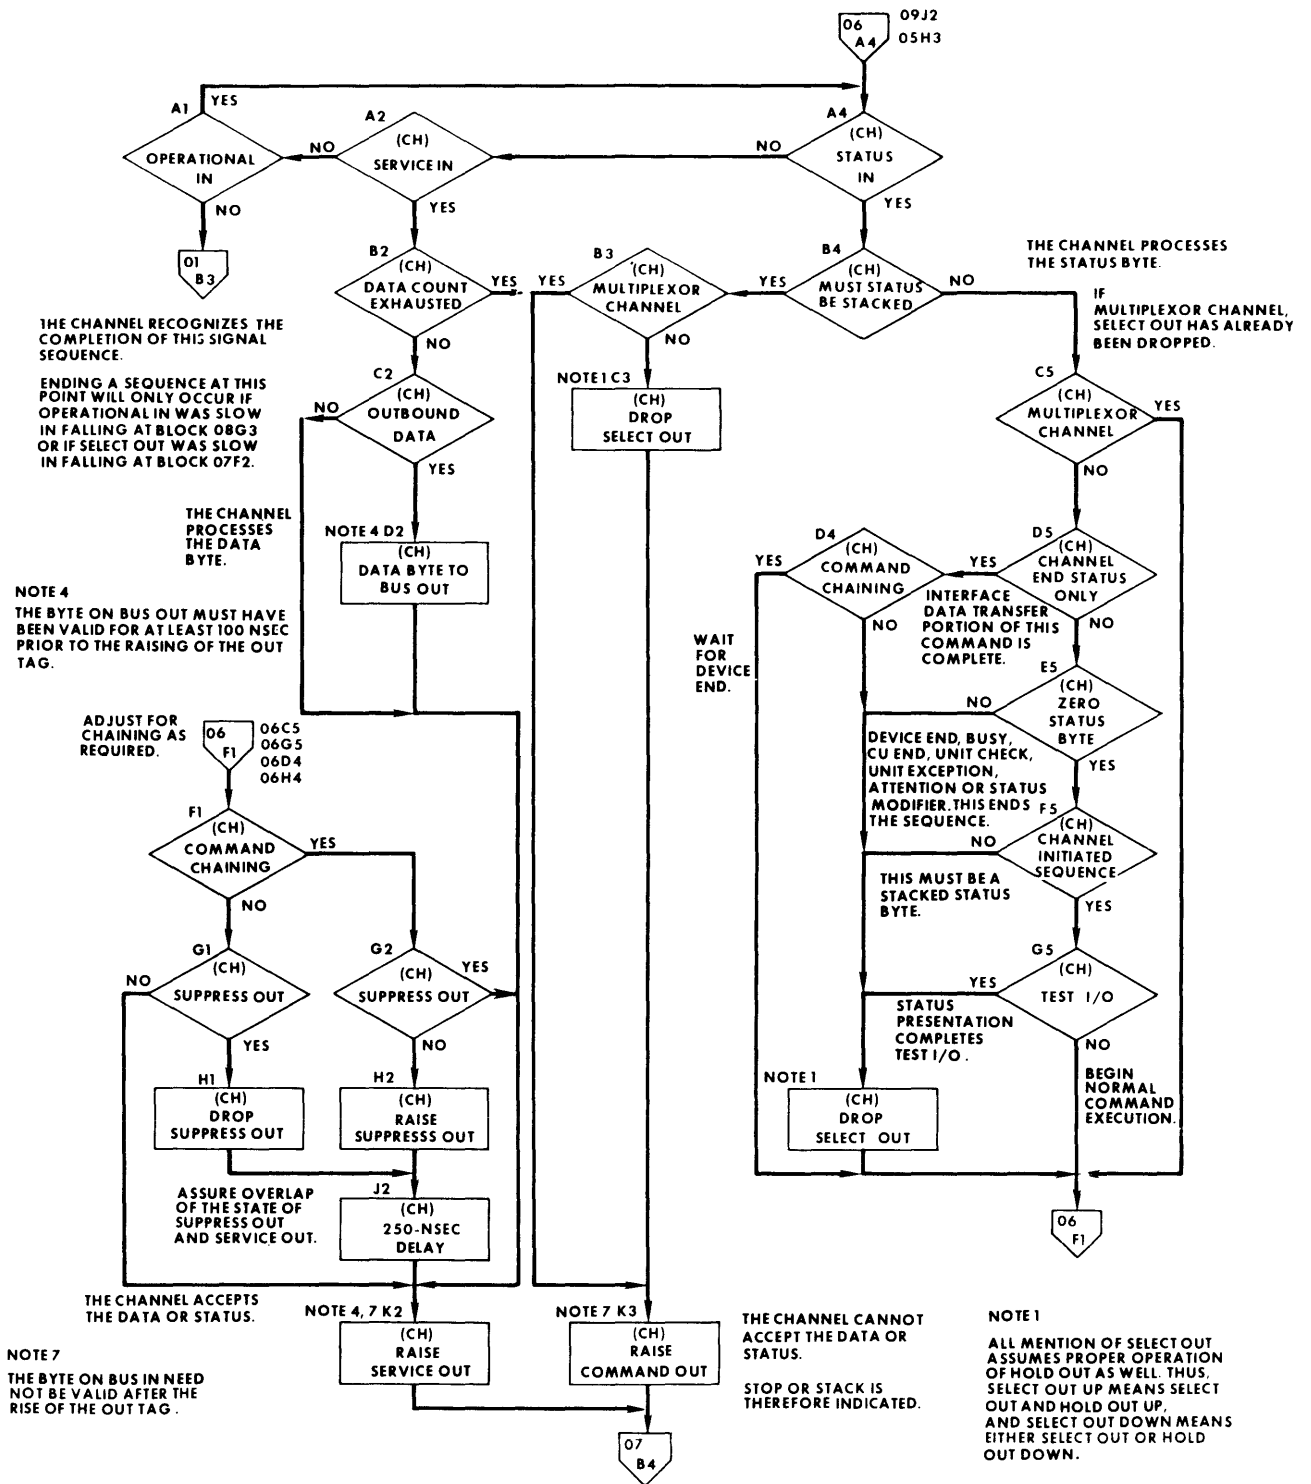 06
A4
09J2
05H3
YES
A1
OPERATIONAL
IN
NO
01
B3
NO
A2
(CH)
SERVICE IN
YES
NO
A4
(CH)
STATUS
IN
YES
B2
(CH)
DATA COUNT
EXHAUSTED
YES
NO
YES
B3
(CH)
MULTIPLEXOR
CHANNEL
NO
YES
B4
(CH)
MUST STATUS
BE STACKED
NO
THE CHANNEL PROCESSES
THE STATUS BYTE.
IF
MULTIPLEXOR CHANNEL,
SELECT OUT HAS ALREADY
BEEN DROPPED.
THE CHANNEL RECOGNIZES THE
COMPLETION OF THIS SIGNAL
SEQUENCE.
ENDING A SEQUENCE AT THIS
POINT WILL ONLY OCCUR IF
OPERATIONAL IN WAS SLOW
IN FALLING AT BLOCK 08G3
OR IF SELECT OUT WAS SLOW
IN FALLING AT BLOCK 07F2.
C2
NO
(CH)
OUTBOUND
DATA
YES
NOTE 1 C3
(CH)
DROP
SELECT OUT
C5
(CH)
MULTIPLEXOR
CHANNEL
YES
NO
THE CHANNEL
PROCESSES
THE DATA
BYTE.
NOTE 4 D2
(CH)
DATA BYTE TO
BUS OUT
D4
YES
(CH)
COMMAND
CHAINING
NO
D5
YES
(CH)
CHANNEL
END STATUS
ONLY
NO
INTERFACE
DATA TRANSFER
PORTION OF THIS
COMMAND IS
COMPLETE.
NOTE 4
THE BYTE ON BUS OUT MUST HAVE
BEEN VALID FOR AT LEAST 100 NSEC
PRIOR TO THE RAISING OF THE OUT
TAG.
WAIT
FOR
DEVICE
END.
E5
NO
(CH)
ZERO
STATUS
BYTE
YES
ADJUST FOR
CHAINING AS
REQUIRED.
06
F1
06C5
06G5
06D4
06H4
DEVICE END, BUSY,
CU END, UNIT CHECK,
UNIT EXCEPTION,
ATTENTION OR STATUS
MODIFIER. THIS ENDS
THE SEQUENCE.
F1
(CH)
COMMAND
CHAINING
YES
NO
F5
NO
(CH)
CHANNEL
INITIATED
SEQUENCE
YES
THIS MUST BE A
STACKED STATUS
BYTE.
G1
NO
(CH)
SUPPRESS OUT
YES
G2
(CH)
SUPPRESS OUT
YES
NO
G5
YES
(CH)
TEST I/O
NO
STATUS
PRESENTATION
COMPLETES
TEST I/O.
BEGIN
NORMAL
COMMAND
EXECUTION.
H1
(CH)
DROP
SUPPRESS OUT
H2
(CH)
RAISE
SUPPRESSS OUT
NOTE 1
(CH)
DROP
SELECT OUT
ASSURE OVERLAP
OF THE STATE OF
SUPPRESS OUT
AND SERVICE OUT.
J2
(CH)
250-NSEC
DELAY
06
F1
THE CHANNEL ACCEPTS
THE DATA OR STATUS.
NOTE 4, 7 K2
(CH)
RAISE
SERVICE OUT
NOTE 7 K3
(CH)
RAISE
COMMAND OUT
THE CHANNEL CANNOT
ACCEPT THE DATA OR
STATUS.
STOP OR STACK IS
THEREFORE INDICATED.
NOTE 7
THE BYTE ON BUS IN NEED
NOT BE VALID AFTER THE
RISE OF THE OUT TAG.
NOTE 1
ALL MENTION OF SELECT OUT
ASSUMES PROPER OPERATION
OF HOLD OUT AS WELL. THUS,
SELECT OUT UP MEANS SELECT
OUT AND HOLD OUT UP,
AND SELECT OUT DOWN MEANS
EITHER SELECT OUT OR HOLD
OUT DOWN.
07
B4